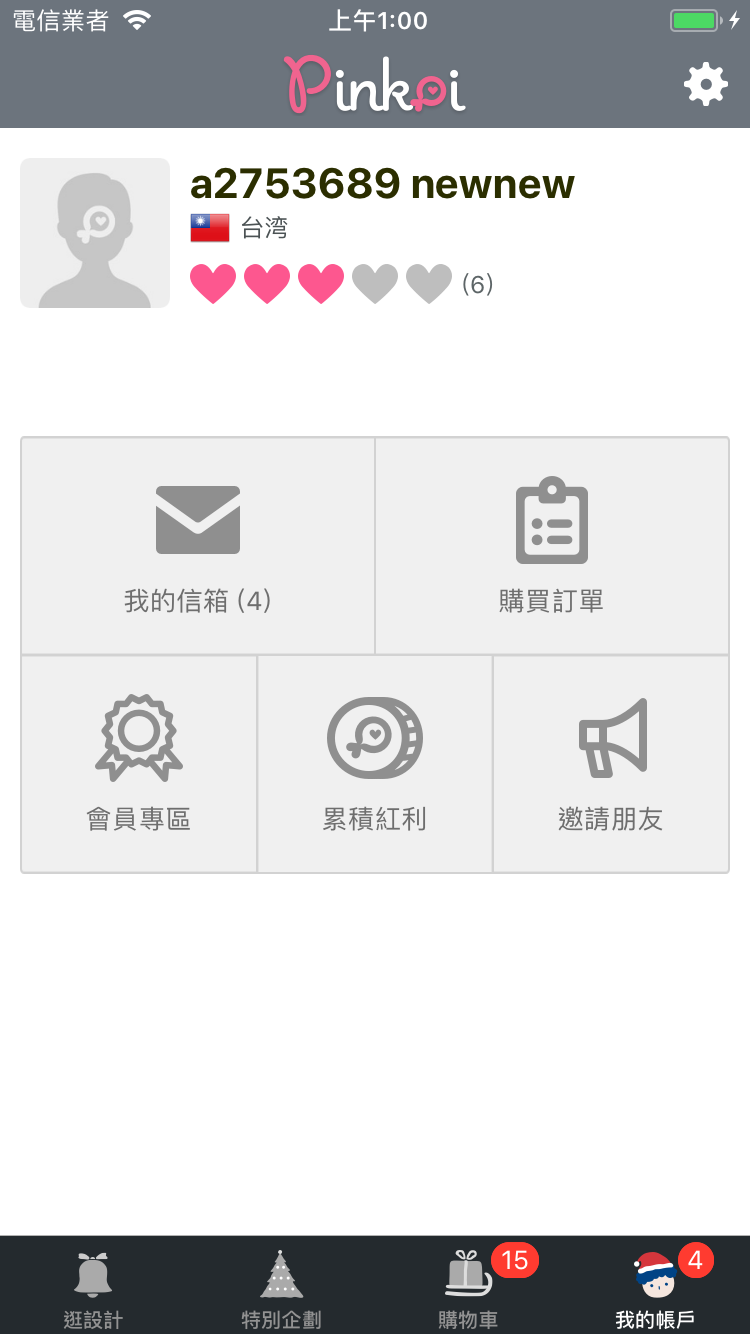 電信業者
上午1:00
Pinkoi
a2753689 newnew
台湾
(6)
我的信箱 (4)
購買訂單
會員專區
累積紅利
邀請朋友
15
4
逛設計
特別企劃
購物車
我的帳戶